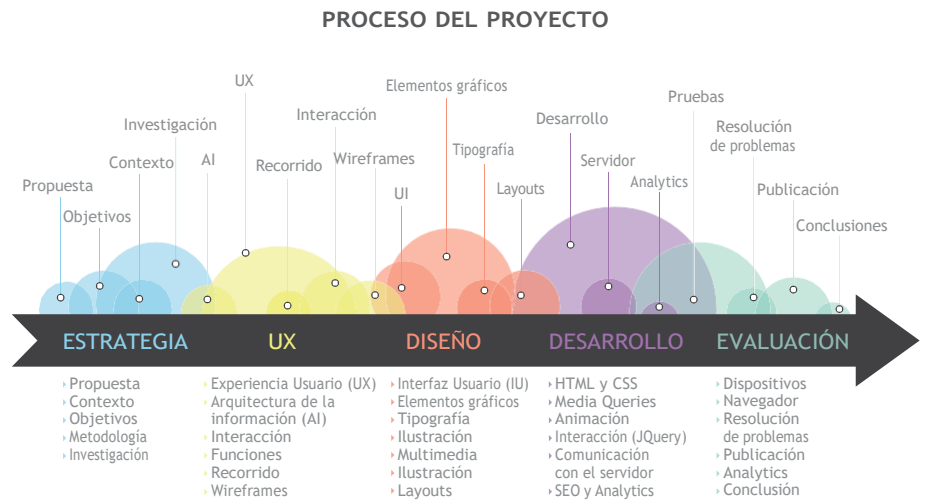 PROCESO DEL PROYECTO
UX
Elementos gráficos
Pruebas
Interacción
Desarrollo
Investigación
Resolución
de problemas
Contexto
AI
Recorrido
Wireframes
Tipografía
Servidor
Propuesta
UI
Layouts
Analytics
Publicación
Objetivos
Conclusiones
ESTRATEGIA
UX
DISEÑO
DESARROLLO
EVALUACIÓN
Propuesta
Contexto
Objetivos
Metodología
Investigación
Experiencia Usuario (UX)
Arquitectura de la
información (AI)
Interacción
Funciones
Recorrido
Wireframes
Interfaz Usuario (IU)
Elementos gráficos
Tipografía
Ilustración
Multimedia
Ilustración
Layouts
HTML y CSS
Media Queries
Animación
Interacción (JQuery)
Comunicación
con el servidor
SEO y Analytics
Dispositivos
Navegador
Resolución
de problemas
Publicación
Analytics
Conclusión